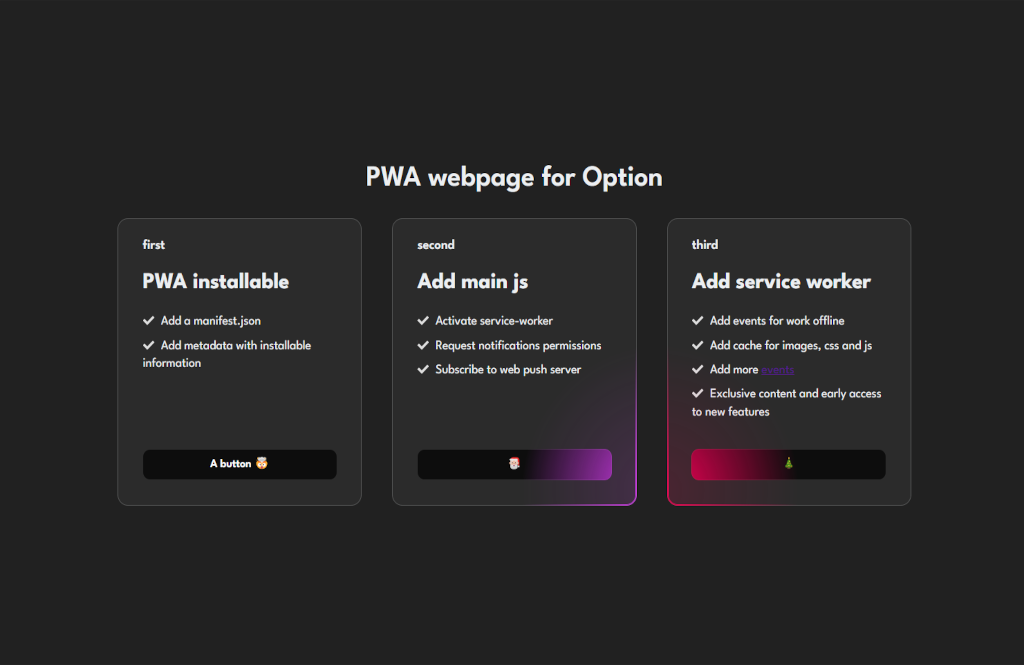 PWA webpage for Option
first
PWA installable
Add a manifest.json
Add metadata with installable
information
A button 🤯
second
Add main js
Activate service-worker
Request notifications permissions
Subscribe to web push server
🎅
third
Add service worker
Add events for work offline
Add cache for images, css and js
Add more events
Exclusive content and early access
to new features
🎄